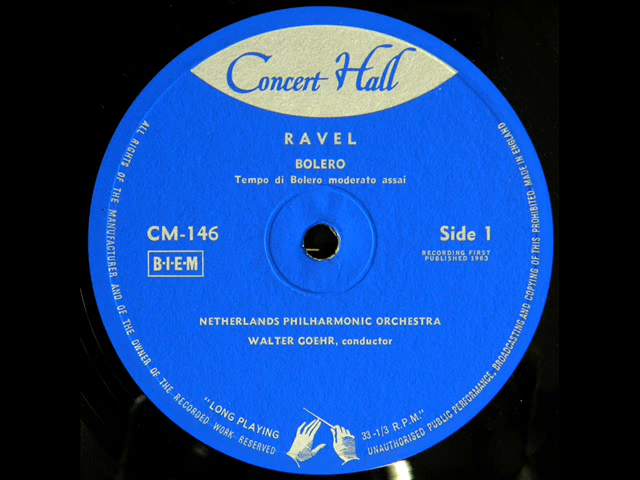 Concert Hall
RAVEL
BOLERO
Tempo di Bolero moderato assai
CM-146
Side 1
B·I·E·M
RECORDING FIRST
PUBLISHED 1963
NETHERLANDS PHILHARMONIC ORCHESTRA
WALTER GOEHR, conductor
ALL RIGHTS OF THE MANUFACTURER AND OF THE OWNER OF THE RECORDED WORK RESERVED
"LONG PLAYING
33-1/3 R.P.M."
UNAUTHORISED PUBLIC PERFORMANCE, BROADCASTING AND COPYING OF THIS PROHIBITED. MADE IN ENGLAND